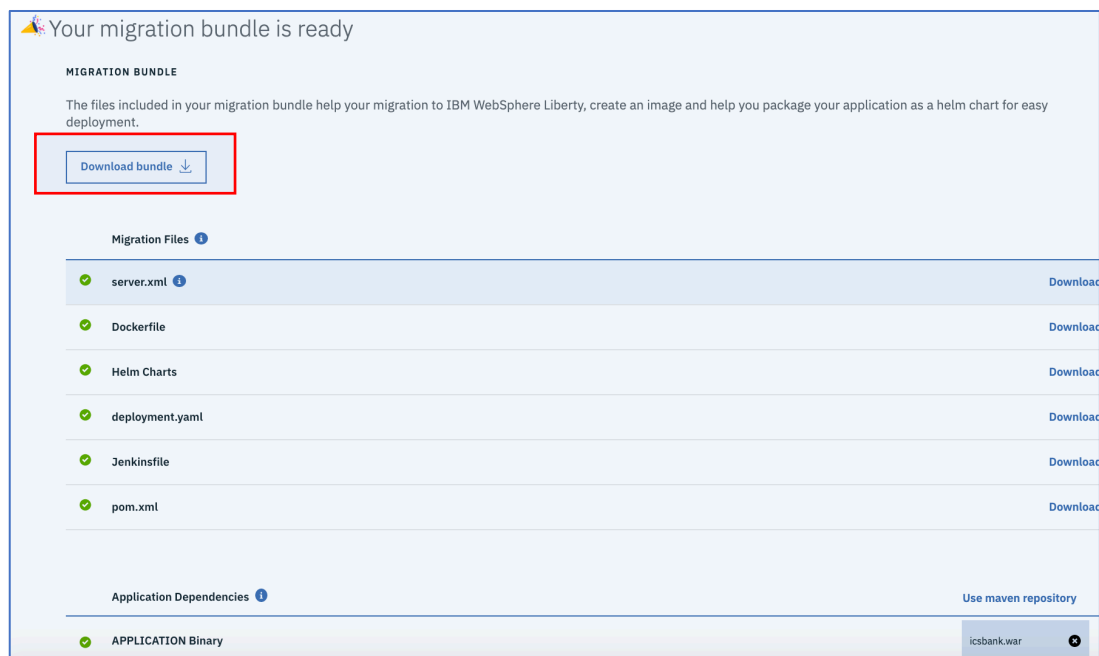 Your migration bundle is ready
MIGRATION BUNDLE
The files included in your migration bundle help your migration to IBM WebSphere Liberty, create an image and help you package your application as a helm chart for easy
deployment.
Download bundle
Migration Files
server.xml Download
Dockerfile Download
Helm Charts Download
deployment.yaml Download
Jenkinsfile Download
pom.xml Download
Application Dependencies Use maven repository
APPLICATION Binary icsbank.war